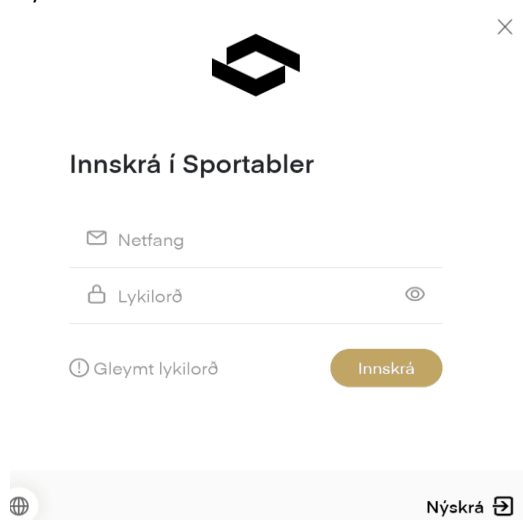 Innskrá í Sportabler
Netfang
Lykilorð
Gleymt lykilorð
Innskrá
Nýskrá